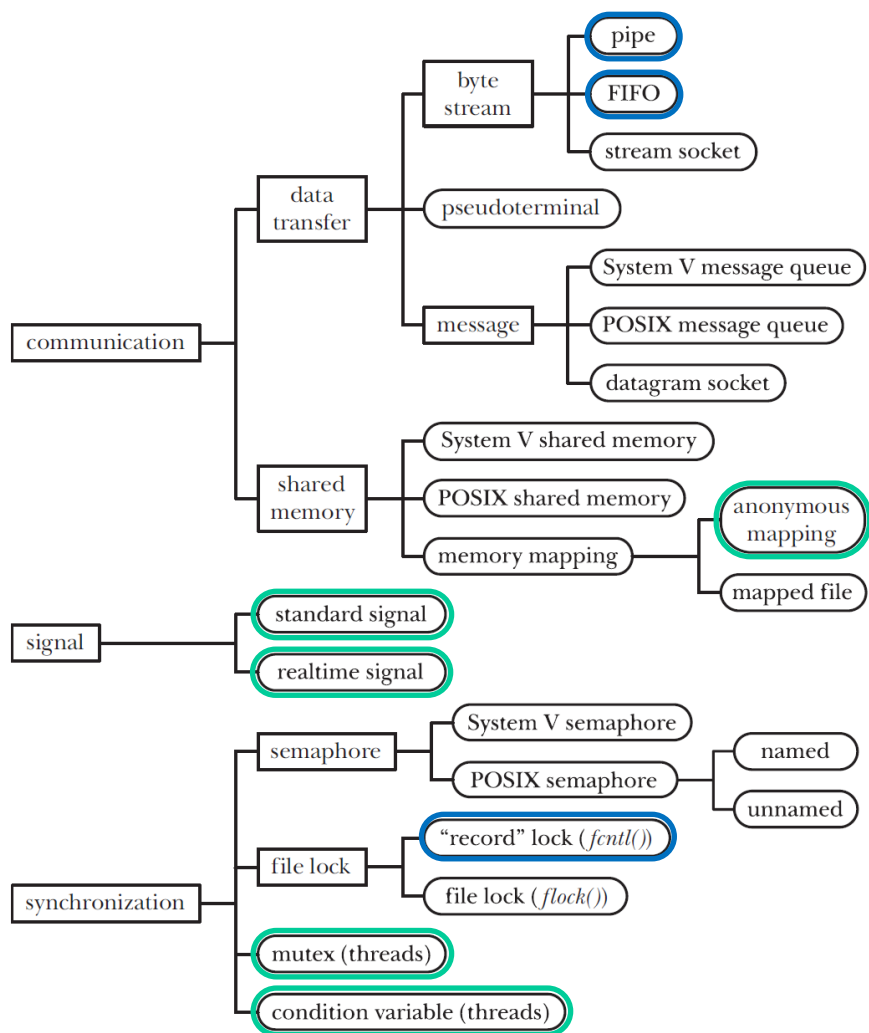 pipe
byte
stream
FIFO
stream socket
data
transfer
pseudoterminal
System V message queue
message
POSIX message queue
communication
datagram socket
System V shared memory
shared
memory
POSIX shared memory
anonymous
mapping
memory mapping
mapped file
standard signal
signal
realtime signal
System V semaphore
semaphore
named
POSIX semaphore
unnamed
“record” lock (fcntl())
file lock
file lock (flock())
synchronization
mutex (threads)
condition variable (threads)